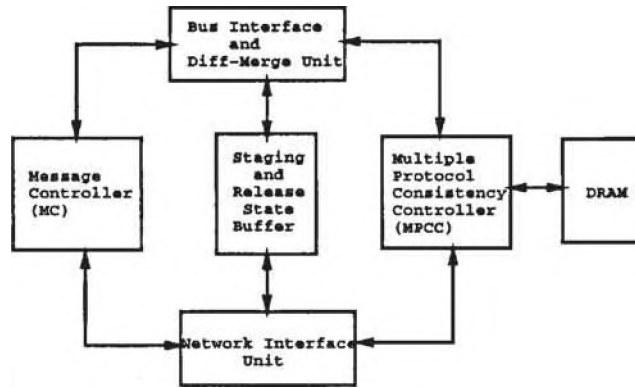 Bus Interface
and
Diff-Merge Unit
Message
Controller
(MC)
Staging
and
Release
State
Buffer
Multiple
Protocol
Consistency
Controller
(MPCC)
DRAM
Network Interface
Unit